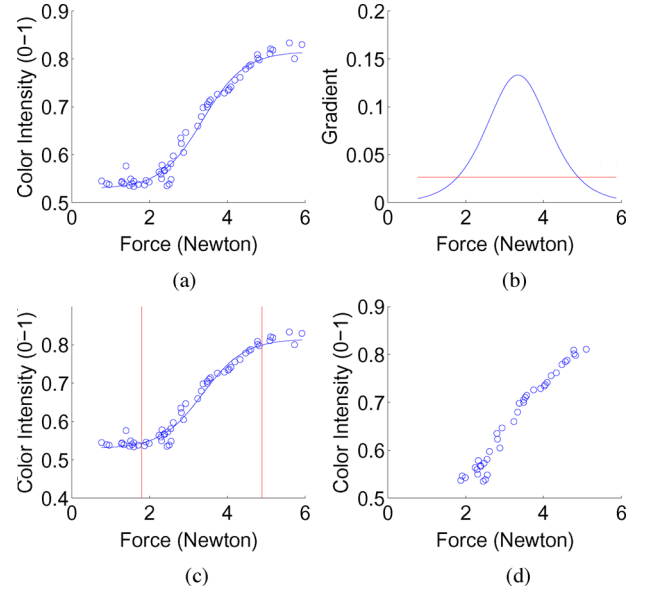 0.9
0.8
0.7
0.6
0.5
0 2 4 6
Color Intensity (0−1)
Force (Newton)
(a)
0.2
0.15
0.1
0.05
0
0 2 4 6
Gradient
Force (Newton)
(b)
0.8
0.7
0.6
0.5
0.4
0 2 4 6
Color Intensity (0−1)
Force (Newton)
(c)
0.9
0.8
0.7
0.6
0.5
0 2 4 6
Color Intensity (0−1)
Force (Newton)
(d)